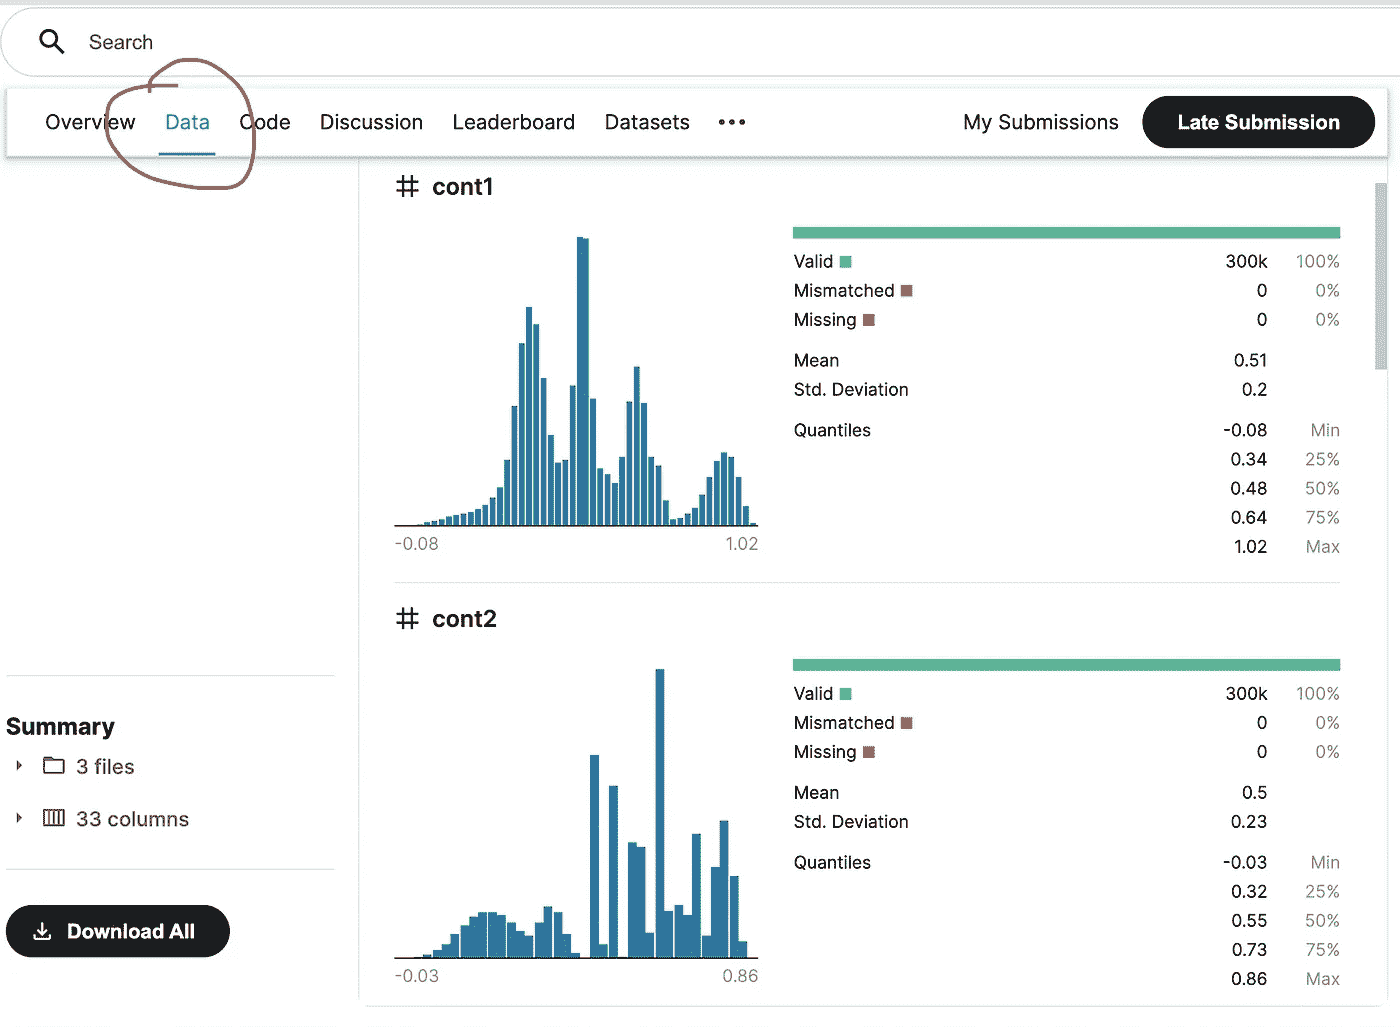 Search
Overview Data Code Discussion Leaderboard Datasets ••• My Submissions Late Submission
# cont1
Valid 300k 100%
Mismatched 0 0%
Missing 0 0%
Mean 0.51
Std. Deviation 0.2
Quantiles -0.08 Min
0.34 25%
0.48 50%
0.64 75%
1.02 Max
-0.08 1.02
# cont2
Valid 300k 100%
Mismatched 0 0%
Missing 0 0%
Mean 0.5
Std. Deviation 0.23
Quantiles -0.03 Min
0.32 25%
0.55 50%
0.73 75%
0.86 Max
-0.03 0.86
Summary
3 files
33 columns
Download All